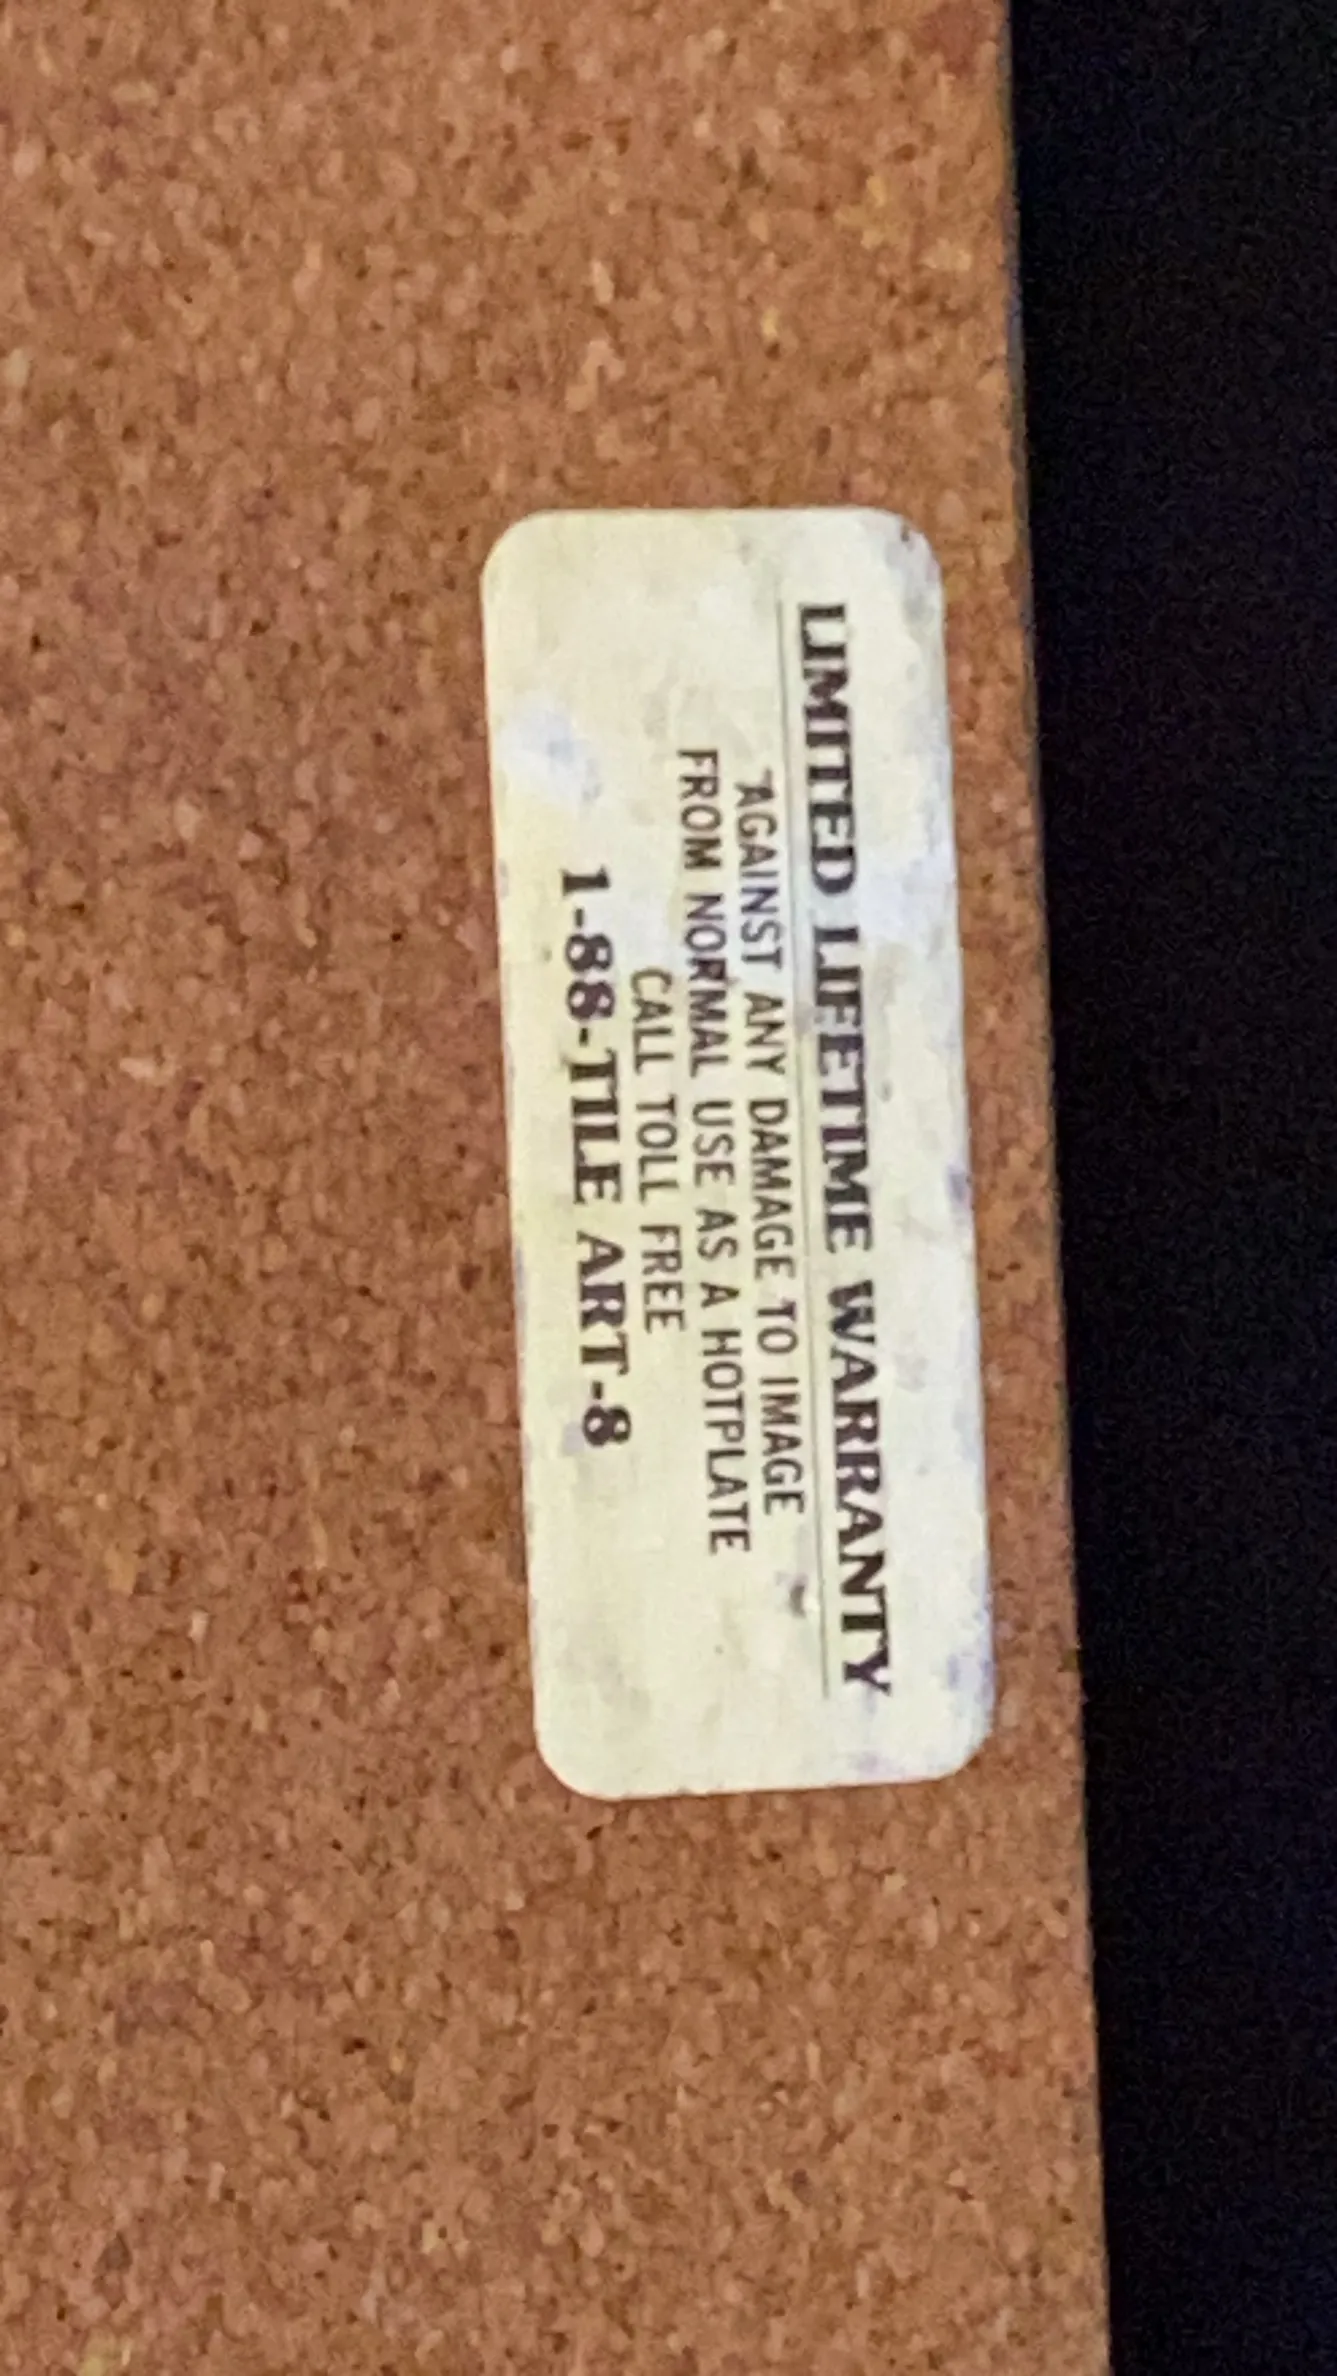 LIMITED LIFETIME WARRANTY
"AGAINST ANY DAMAGE TO IMAGE
FROM NORMAL USE AS A HOTPLATE
CALL TOLL FREE
1-88-TILE ART-8